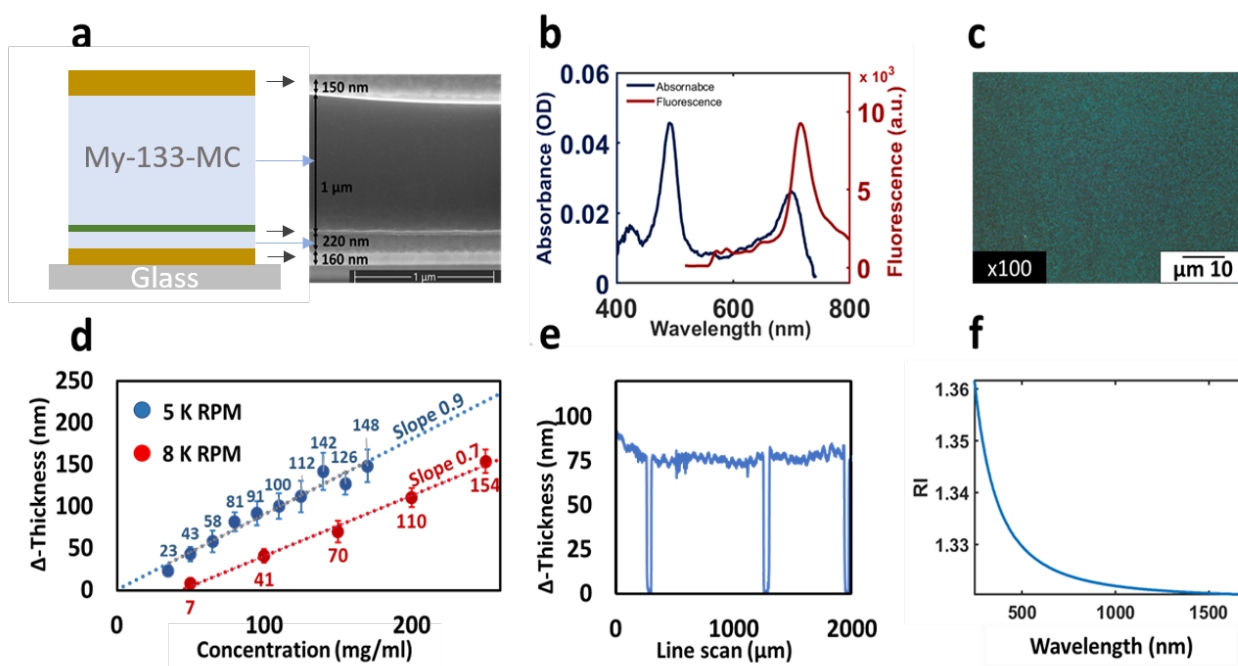 a
My-133-MC
Glass
150 nm
1 μm
220 nm
160 nm
1 μm
b
0.06
0.04
0.02
0
Absorbance (OD)
Absornabce
Fluorescence
x 10³
10
5
0
Fluorescence (a.u.)
400
600
800
Wavelength (nm)
c
x100
μm 10
d
250
200
150
100
50
0
Δ-Thickness (nm)
5 K RPM
8 K RPM
23
43
58
81
91
100
112
142
126
148
Slope 0.9
Slope 0.7
7
41
70
110
154
0
100
200
Concentration (mg/ml)
e
100
75
50
25
0
Δ-Thickness (nm)
0
1000
2000
Line scan (μm)
f
1.36
1.35
1.34
1.33
RI
500
1000
1500
Wavelength (nm)